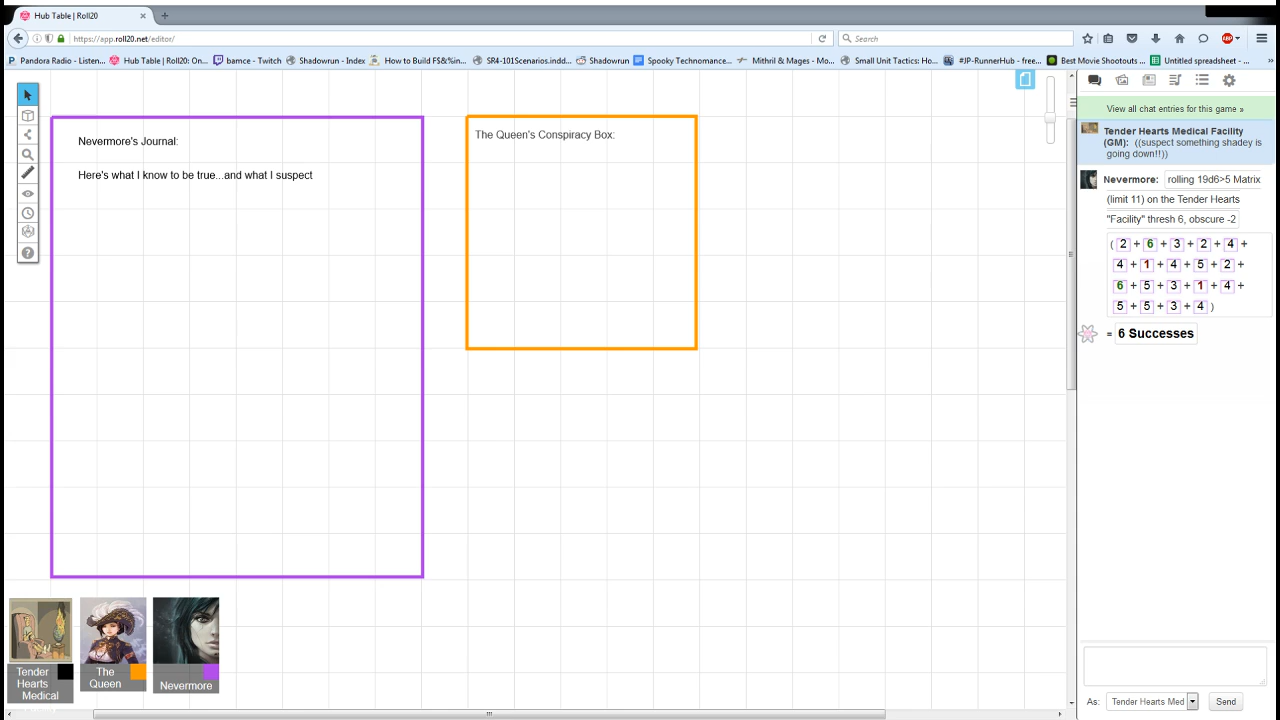 Hub Table | Roll20
https://app.roll20.net/editor/
Search
Pandora Radio - Listen...
Hub Table | Roll20: On...
bamce - Twitch
Shadowrun - Index
How to Build FS&%in...
SR4-101Scenarios.indd...
Shadowrun
Spooky Technomance...
Mithril & Mages - Mo...
Small Unit Tactics: Ho...
#JP-RunnerHub - free...
Best Movie Shootouts ...
Untitled spreadsheet - ...
Nevermore's Journal:
Here's what I know to be true...and what I suspect
The Queen's Conspiracy Box:
View all chat entries for this game »
Tender Hearts Medical Facility
(GM): ((suspect something shadey is
going down!!))
Nevermore: rolling 19d6>5 Matrix
(limit 11) on the Tender Hearts
"Facility" thresh 6, obscure -2
( 2 + 6 + 3 + 2 + 4 +
4 + 1 + 4 + 5 + 2 +
6 + 5 + 3 + 1 + 4 +
5 + 5 + 3 + 4 )
= 6 Successes
Tender
Hearts
Medical
The
Queen
Nevermore
As: Tender Hearts Med
Send